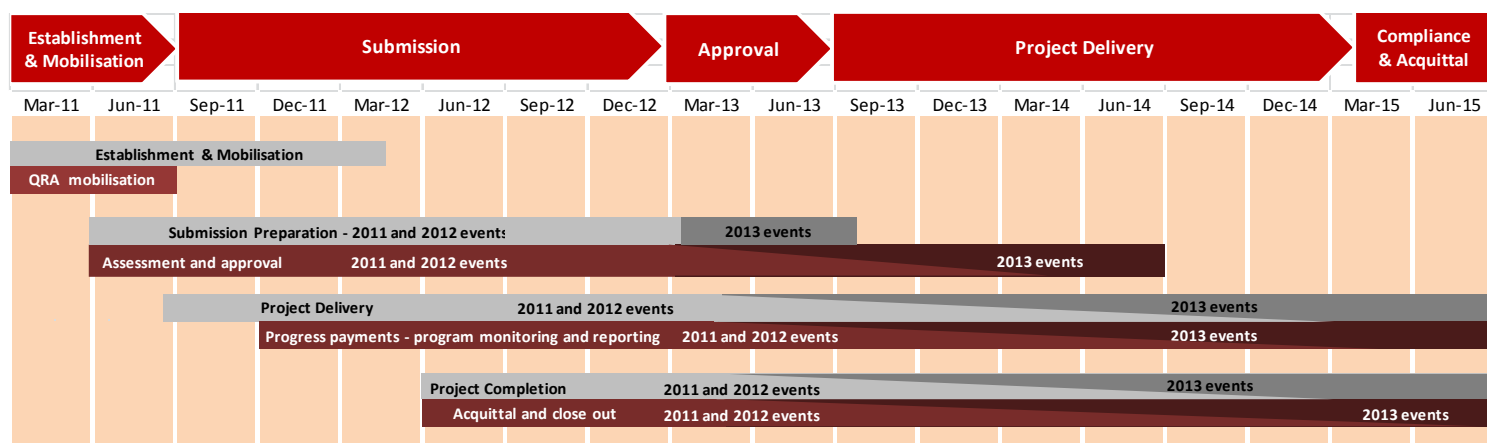 Establishment
& Mobilisation
Submission
Approval
Project Delivery
Compliance
& Acquittal
Mar-11 Jun-11 Sep-11 Dec-11 Mar-12 Jun-12 Sep-12 Dec-12 Mar-13 Jun-13 Sep-13 Dec-13 Mar-14 Jun-14 Sep-14 Dec-14 Mar-15 Jun-15
Establishment & Mobilisation
QRA mobilisation
Submission Preparation - 2011 and 2012 events 2013 events
Assessment and approval 2011 and 2012 events 2013 events
Project Delivery 2011 and 2012 events 2013 events
Progress payments - program monitoring and reporting 2011 and 2012 events 2013 events
Project Completion 2011 and 2012 events 2013 events
Acquittal and close out 2011 and 2012 events 2013 events